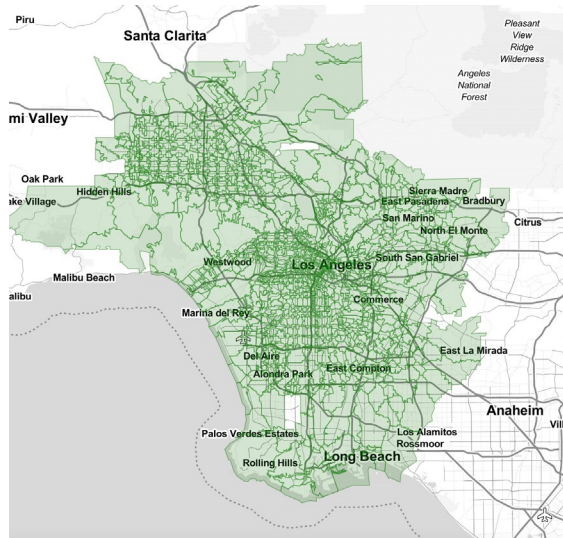 Piru
Santa Clarita
Pleasant
View
Ridge
Wilderness
Angeles
National
Forest
mi Valley
Oak Park
Hidden Hills
ake Village
Sierra Madre
East Pasadena
Bradbury
San Marino
Citrus
North El Monte
Westwood
Los Angeles
South San Gabriel
Malibu Beach
alibu
Commerce
Marina del Rey
Del Aire
East La Mirada
Alondra Park
East Compton
Anaheim
Vil
Palos Verdes Estates
Los Alamitos
Rossmoor
Rolling Hills
Long Beach